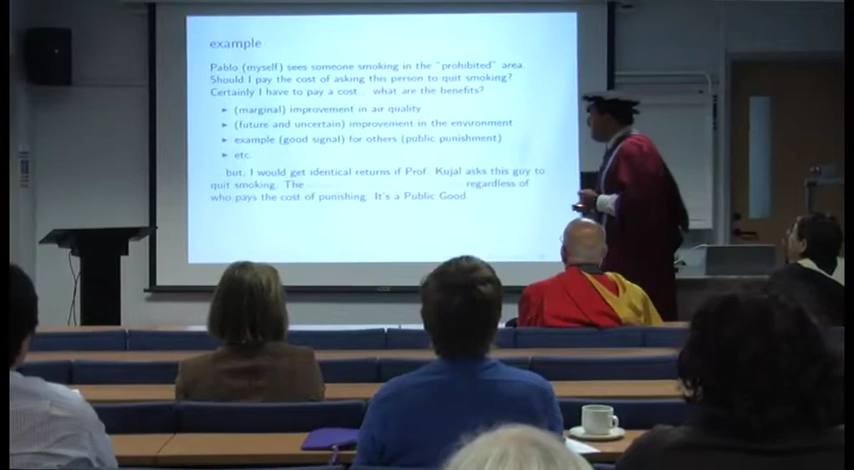 example
Pablo (myself) sees someone smoking in the "prohibited" area.
Should I pay the cost of asking this person to quit smoking?
Certainly I have to pay a cost... what are the benefits?
▶ (marginal) improvement in air quality
▶ (future and uncertain) improvement in the environment
▶ example (good signal) for others (public punishment)
▶ etc.
but, I would get identical returns if Prof. Kujal asks this guy to
quit smoking. The regardless of
who pays the cost of punishing. It's a Public Good.